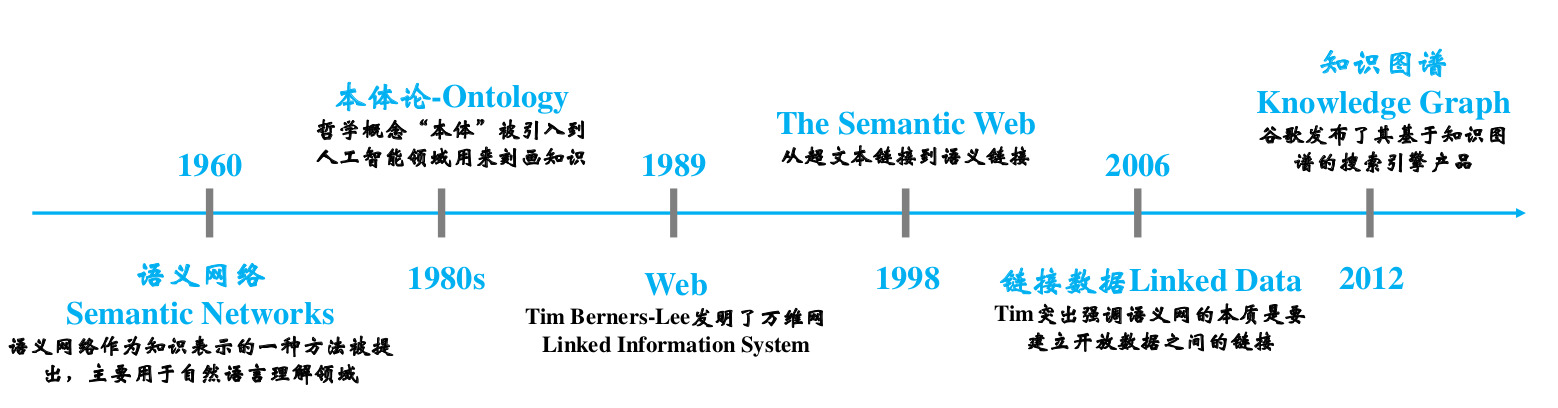 1960
语义网络
Semantic Networks
语义网络作为知识表示的一种方法被提
出，主要用于自然语言理解领域
本体论-Ontology
哲学概念“本体”被引入到
人工智能领域用来刻画知识
1980s
1989
Web
Tim Berners-Lee发明了万维网
Linked Information System
The Semantic Web
从超文本链接到语义链接
1998
2006
链接数据Linked Data
Tim突出强调语义网的本质是要
建立开放数据之间的链接
知识图谱
Knowledge Graph
谷歌发布了其基于知识图
谱的搜索引擎产品
2012